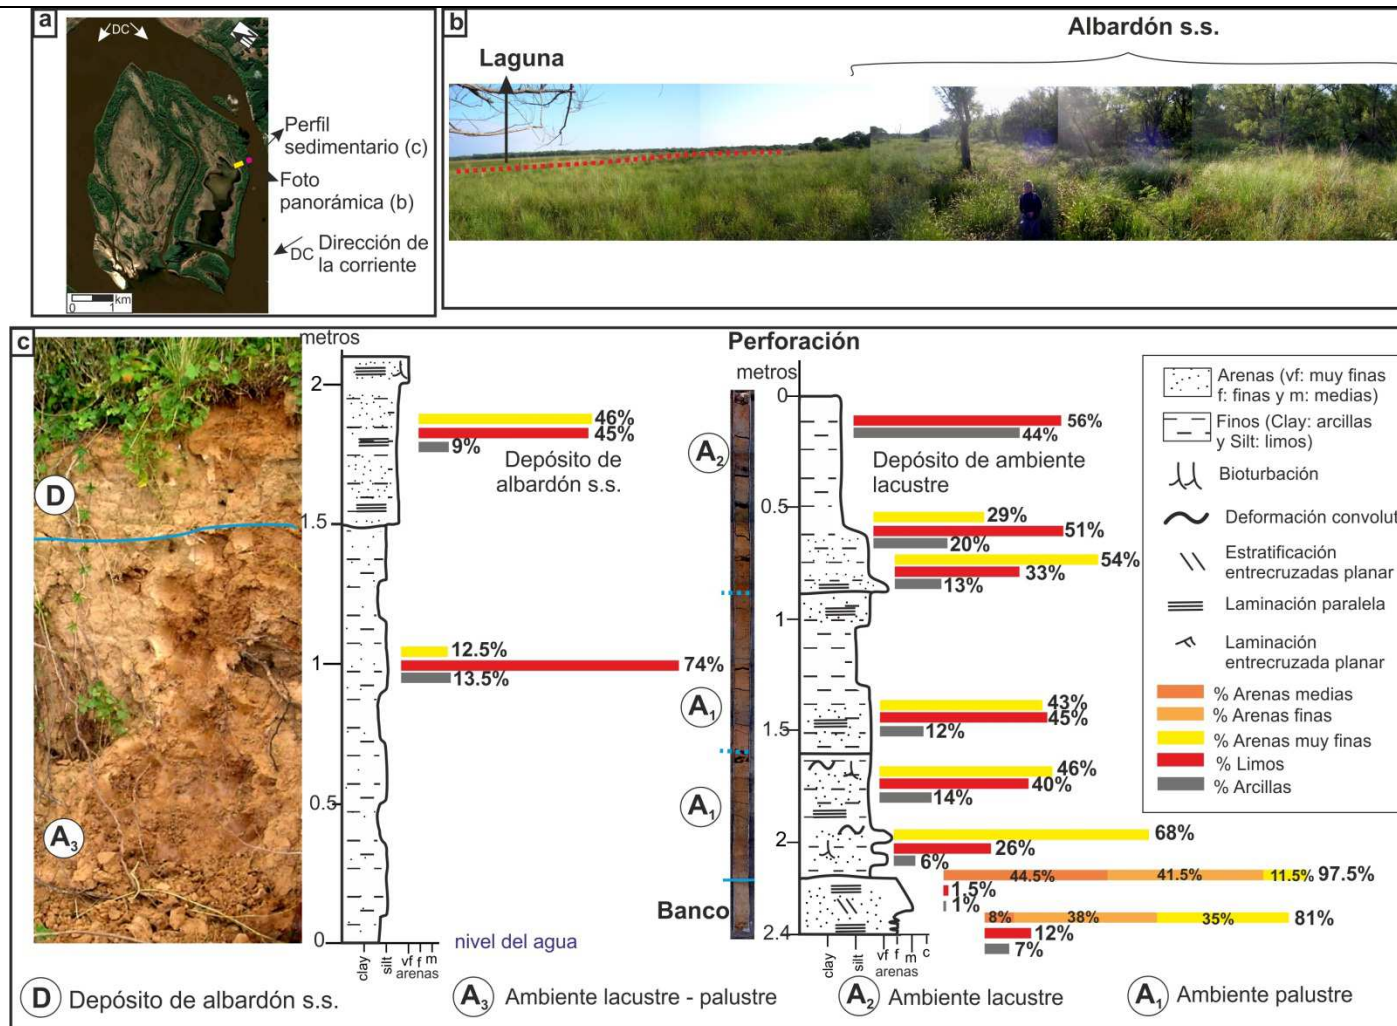 a
DC
N
Perfil
sedimentario (c)
Foto
panorámica (b)
DC Dirección de
la corriente
km
0 1
b
Albardón s.s.
Laguna
c
metros
2
1.5
1
0.5
0
46%
45%
9%
Depósito de
albardón s.s.
12.5%
74%
13.5%
D
A3
clay
silt
vf f m
arenas
nivel del agua
Perforación
metros
0
0.5
1
1.5
2
2.4
A2
A1
A1
Banco
56%
44%
Depósito de ambiente
lacustre
29%
51%
20%
54%
33%
13%
43%
45%
12%
46%
40%
14%
68%
26%
6%
44.5% 41.5% 11.5% 97.5%
1.5%
1%
8% 38% 35% 81%
12%
7%
clay
silt
vf f m c
arenas
Arenas (vf: muy finas
f: finas y m: medias)
Finos (Clay: arcillas
y Silt: limos)
Bioturbación
Deformación convolut
Estratificación
entrecruzadas planar
Laminación paralela
Laminación
entrecruzada planar
% Arenas medias
% Arenas finas
% Arenas muy finas
% Limos
% Arcillas
D Depósito de albardón s.s.
A3 Ambiente lacustre - palustre
A2 Ambiente lacustre
A1 Ambiente palustre